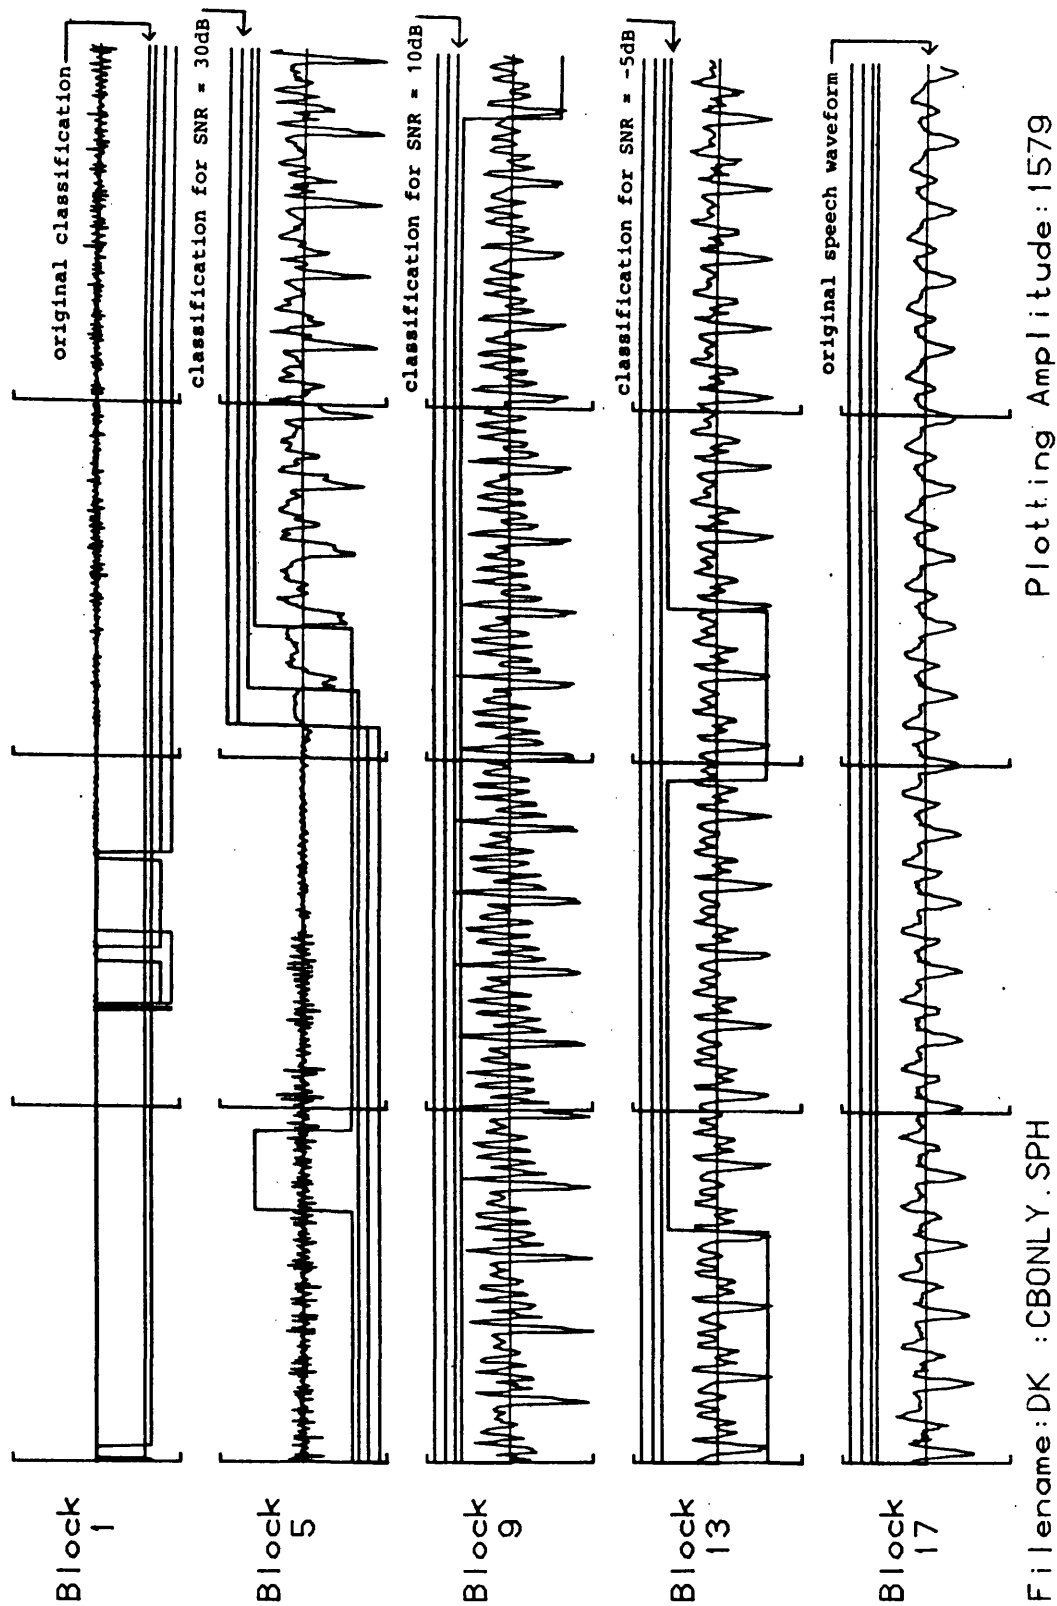 original classification
Block
1
classification for SNR = 30dB
Block
5
classification for SNR = 10dB
Block
9
classification for SNR = -5dB
Block
13
original speech waveform
Block
17
Filename:DK :CBONLY.SPH Plotting Amplitude:1579